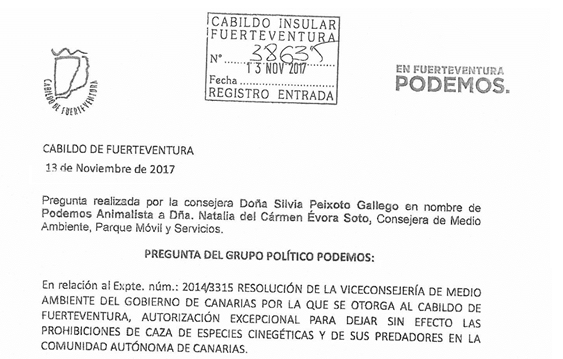 CABILDO INSULAR
FUERTEVENTURA
Nº 38635
13 NOV 2017
Fecha
REGISTRO ENTRADA
CABILDO DE FUERTEVENTURA
EN FUERTEVENTURA
PODEMOS.
CABILDO DE FUERTEVENTURA
13 de Noviembre de 2017
Pregunta realizada por la consejera Doña Silvia Peixoto Gallego en nombre de
Podemos Animalista a Dña. Natalia del Cármen Évora Soto, Consejera de Medio
Ambiente, Parque Móvil y Servicios.
PREGUNTA DEL GRUPO POLÍTICO PODEMOS:
En relación al Expte. núm.: 2014/3315 RESOLUCIÓN DE LA VICECONSEJERÍA DE MEDIO
AMBIENTE DEL GOBIERNO DE CANARIAS POR LA QUE SE OTORGA AL CABILDO DE
FUERTEVENTURA, AUTORIZACIÓN EXCEPCIONAL PARA DEJAR SIN EFECTO LAS
PROHIBICIONES DE CAZA DE ESPECIES CINEGÉTICAS Y DE SUS PREDADORES EN LA
COMUNIDAD AUTÓNOMA DE CANARIAS.